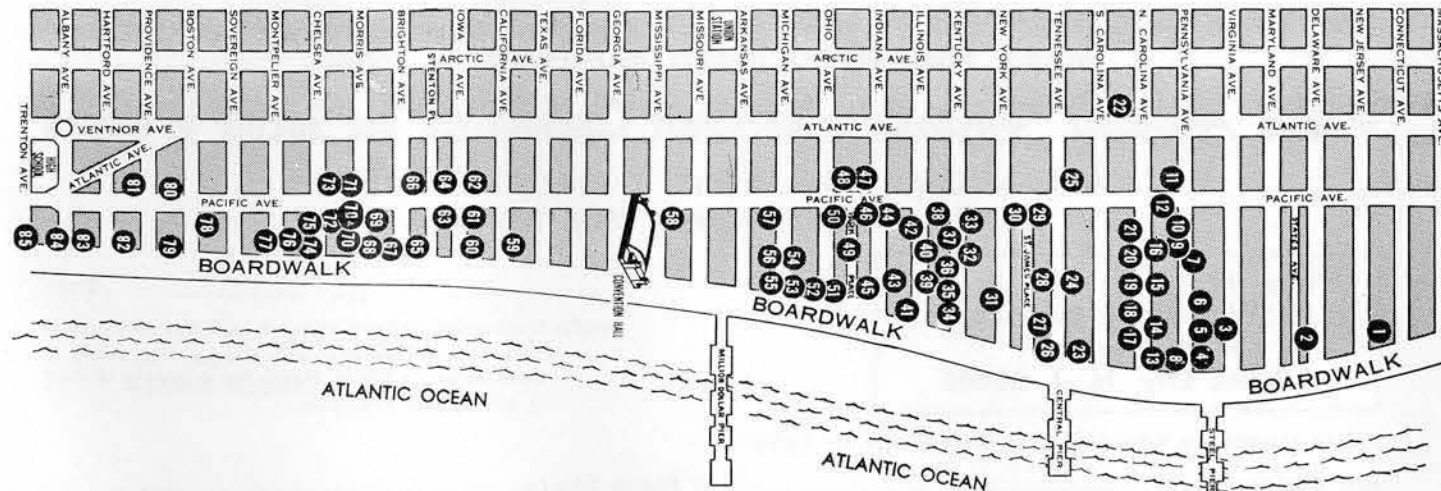 ALBANY AVE.
HARTFORD AVE.
PROVIDENCE AVE.
BOSTON AVE.
SOVEREIGN AVE.
MONTPELIER AVE.
CHELSEA AVE.
MORRIS AVE
BRIGHTON AVE.
STENTON PL.
IOWA AVE.
CALIFORNIA AVE.
TEXAS AVE.
FLORIDA AVE.
GEORGIA AVE.
MISSISSIPPI AVE.
MISSOURI AVE.
UNION STATION
ARKANSAS AVE.
MICHIGAN AVE.
OHIO AVE.
INDIANA AVE.
ILLINOIS AVE.
KENTUCKY AVE.
NEW YORK AVE.
TENNESSEE AVE.
S CAROLINA AVE.
N. CAROLINA AVE.
PENNSYLVANIA AVE.
VIRGINIA AVE.
MARYLAND AVE.
DELAWARE AVE.
NEW JERSEY AVE.
CONNECTICUT AVE.
MASSACHUSETTS AVE.
ARCTIC AVE.
ARCTIC AVE.
22
TRENTON AVE.
VENTNOR AVE.
ATLANTIC AVE.
ATLANTIC AVE.
HIGH SCHOOL
ATLANTIC AVE.
81 80 73 71 66 64 62 48 47 25 11
PACIFIC AVE.
PACIFIC AVE.
PACIFIC AVE.
85 84 83 82 79 78 77 76 75 74 72 70 70 69 68 67 65 63 61 60 59
58 57 56 55 54 53 52 51 50 49 46 45 44 43 42 41 40 39 38 37 36 35 34 33 32 31
30 29 28 27 26 24 23 21 20 19 18 17 16 15 14 13 12 10 9 8 7 6 5 4 3 2 1
PARK PLACE
ST. JAMES PLACE
STATES AVE.
CONVENTION HALL
BOARDWALK
BOARDWALK
BOARDWALK
MILLION DOLLAR PIER
CENTRAL PIER
STEEL PIER
ATLANTIC OCEAN
ATLANTIC OCEAN